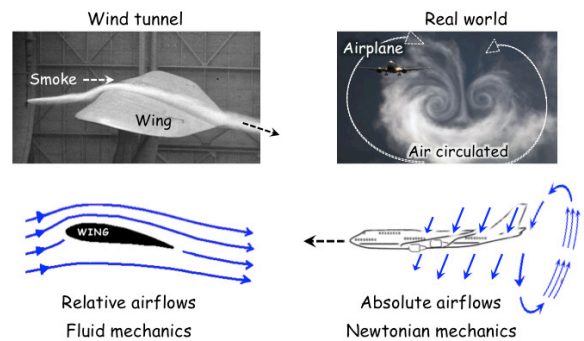 Wind tunnel
Real world
Smoke
Wing
Airplane
Air circulated
WING
Relative airflows
Fluid mechanics
Absolute airflows
Newtonian mechanics